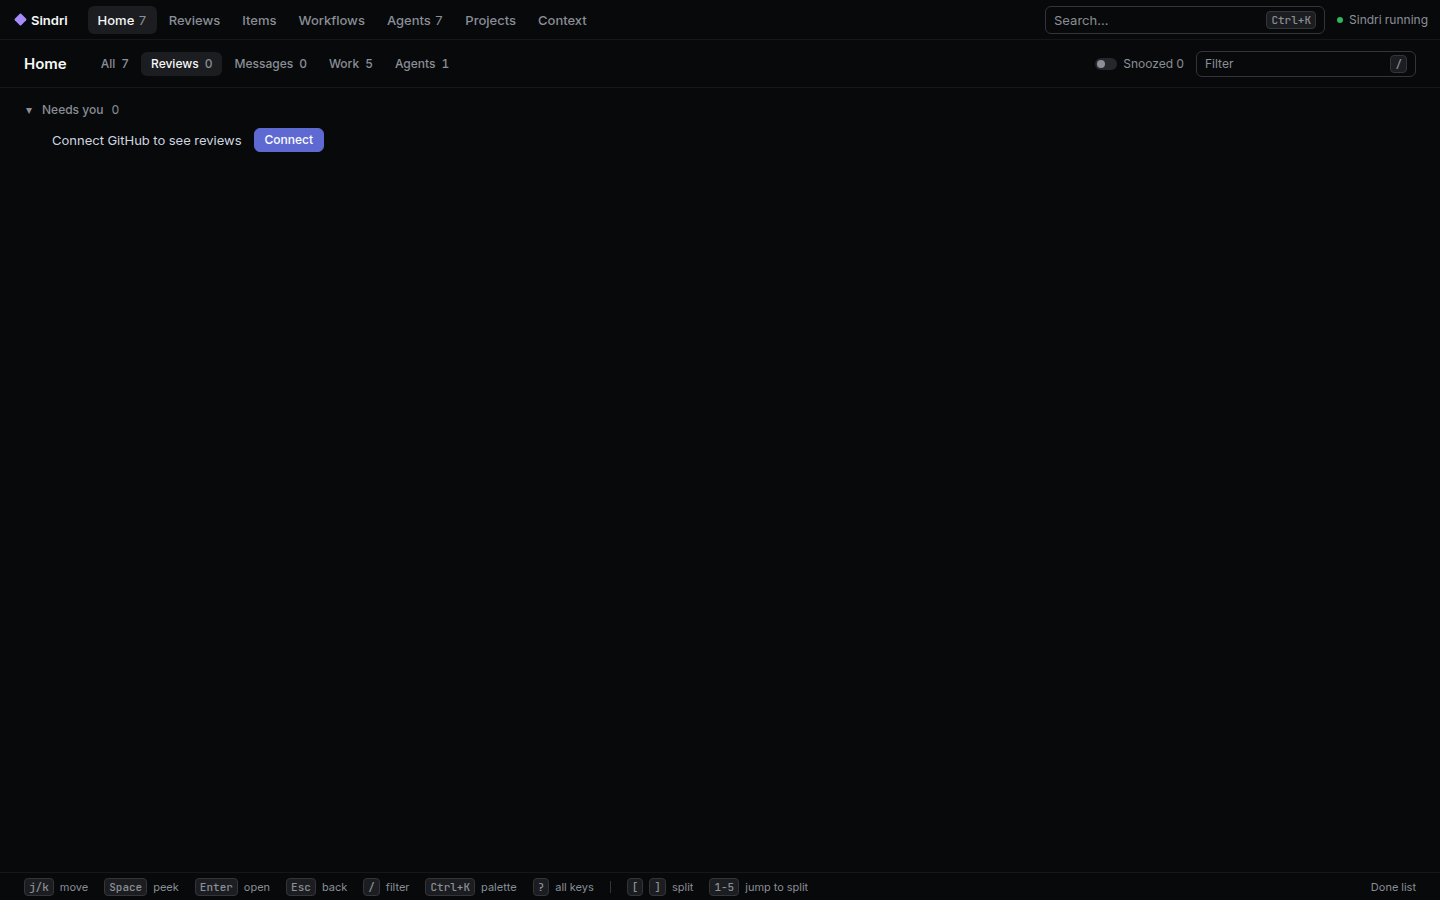 Sindri Home 7 Reviews Items Workflows Agents 7 Projects Context Search... Ctrl+K Sindri running
Home All 7 Reviews 0 Messages 0 Work 5 Agents 1 Snoozed 0 Filter /
Needs you 0
Connect GitHub to see reviews Connect
j/k move Space peek Enter open Esc back / filter Ctrl+K palette ? all keys [ ] split 1-5 jump to split Done list